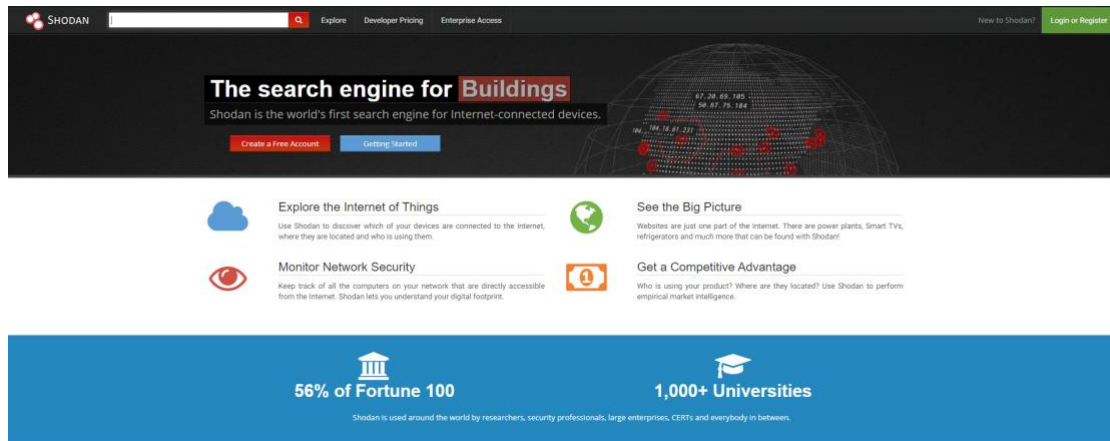 SHODAN
Explore Developer Pricing Enterprise Access
New to Shodan? Login or Register
The search engine for Buildings
Shodan is the world's first search engine for Internet-connected devices.
Create a Free Account Getting Started
67.20.69.105
50.67.75.184
104.18.61.231
Explore the Internet of Things
Use Shodan to discover which of your devices are connected to the Internet,
where they are located and who is using them.
See the Big Picture
Websites are just one part of the Internet. There are power plants, Smart TVs,
refrigerators and much more that can be found with Shodan!
Monitor Network Security
Keep track of all the computers on your network that are directly accessible
from the Internet. Shodan lets you understand your digital footprint.
1
Get a Competitive Advantage
Who is using your product? Where are they located? Use Shodan to perform
empirical market intelligence.
56% of Fortune 100
1,000+ Universities
Shodan is used around the world by researchers, security professionals, large enterprises, CERTs and everybody in between.